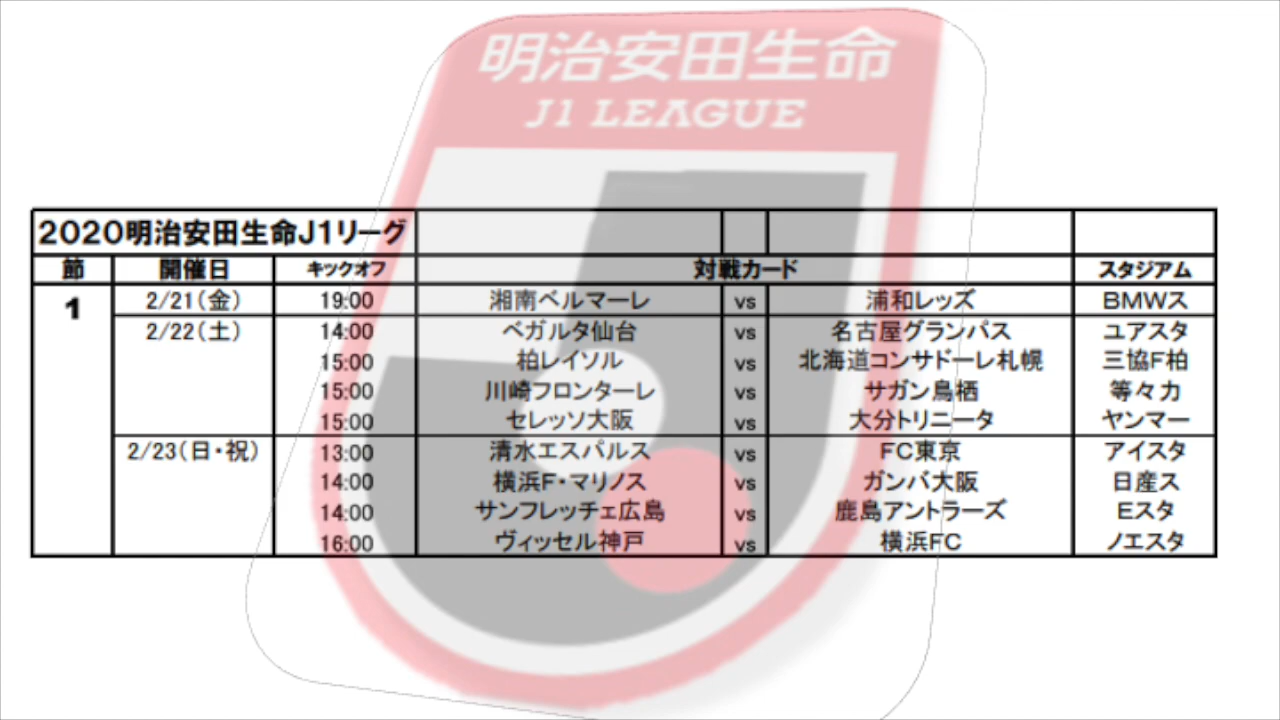 明治安田生命
J1 LEAGUE
2020明治安田生命J1リーグ
節 開催日 キックオフ 対戦カード スタジアム
1 2/21(金) 19:00 湘南ベルマーレ vs 浦和レッズ BMWス
2/22(土) 14:00 ベガルタ仙台 vs 名古屋グランパス ユアスタ
15:00 柏レイソル vs 北海道コンサドーレ札幌 三協F柏
15:00 川崎フロンターレ vs サガン鳥栖 等々力
15:00 セレッソ大阪 vs 大分トリニータ ヤンマー
2/23(日・祝) 13:00 清水エスパルス vs FC東京 アイスタ
14:00 横浜F・マリノス vs ガンバ大阪 日産ス
14:00 サンフレッチェ広島 vs 鹿島アントラーズ Eスタ
16:00 ヴィッセル神戸 vs 横浜FC ノエスタ